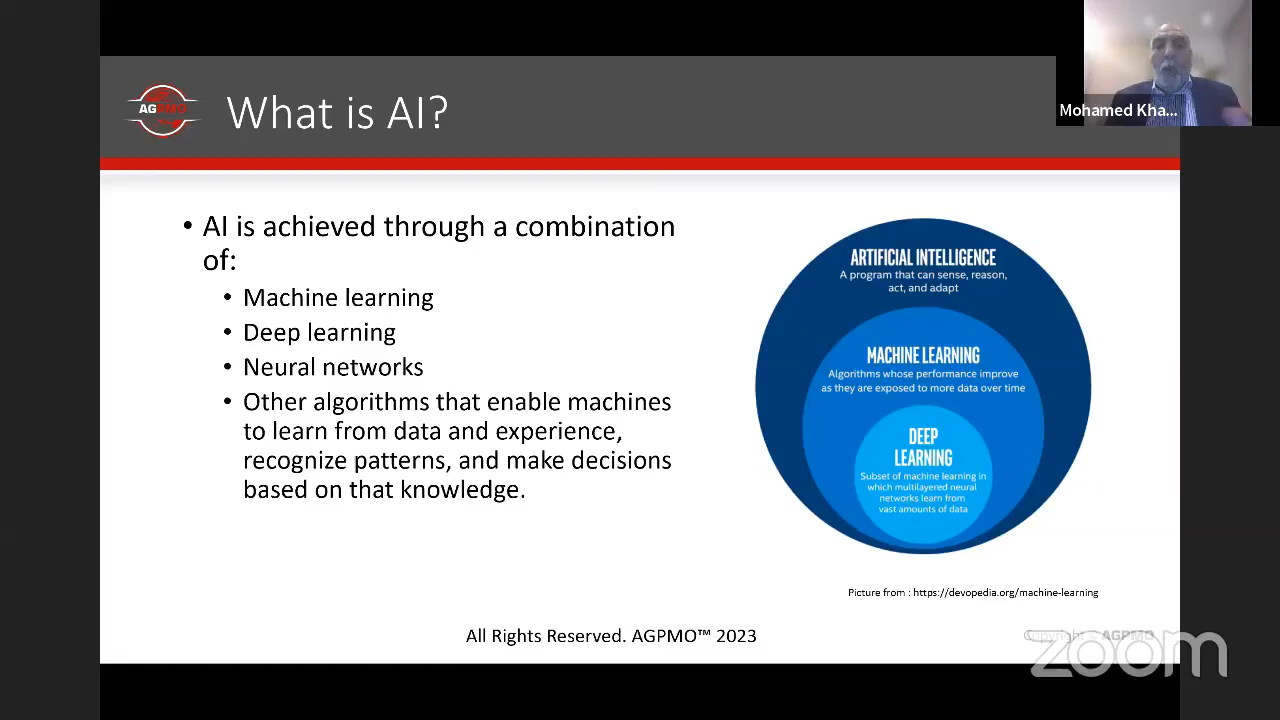 AGPMO
What is AI?
Mohamed Kha...
• AI is achieved through a combination
of:
• Machine learning
• Deep learning
• Neural networks
• Other algorithms that enable machines
to learn from data and experience,
recognize patterns, and make decisions
based on that knowledge.
ARTIFICIAL INTELLIGENCE
A program that can sense, reason,
act, and adapt
MACHINE LEARNING
Algorithms whose performance improve
as they are exposed to more data over time
DEEP
LEARNING
Subset of machine learning in
which multilayered neural
networks learn from
vast amounts of data
Picture from : https://devopedia.org/machine-learning
All Rights Reserved. AGPMO™ 2023
Copyright © AGPMO
zoom